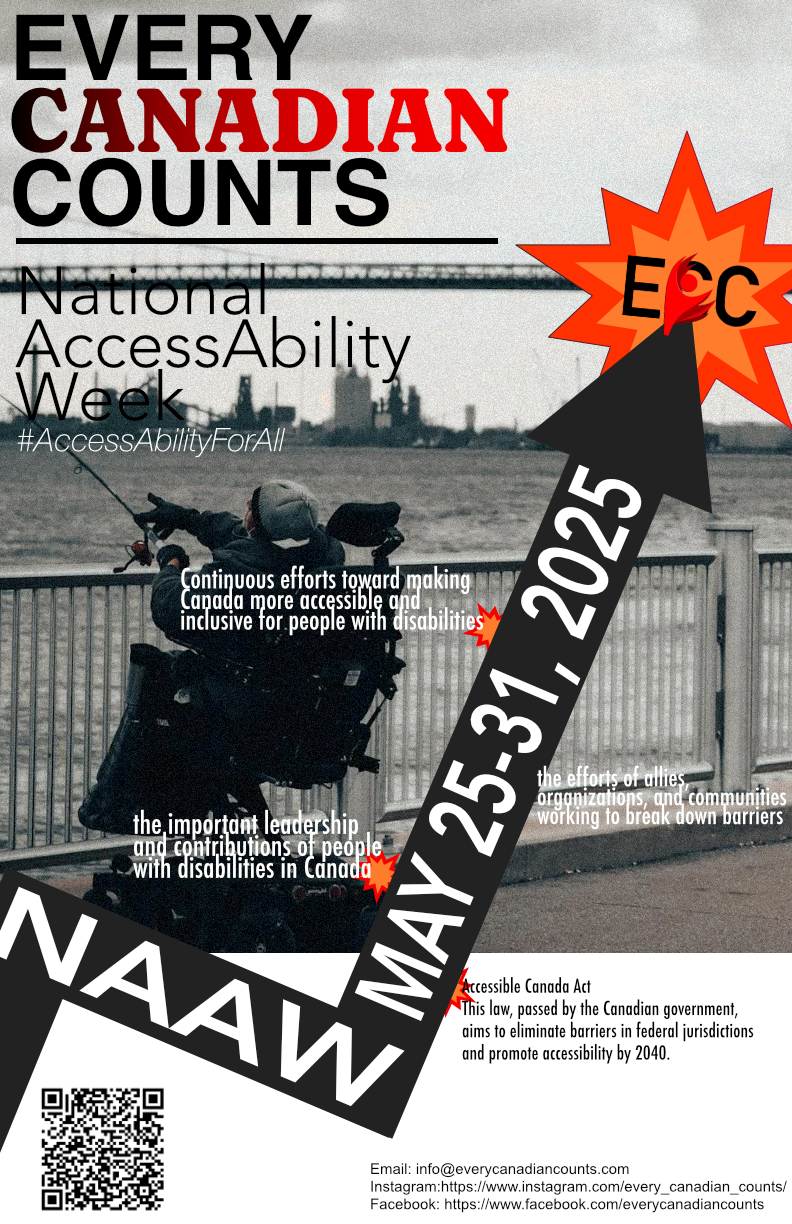 EVERY
CANADIAN
COUNTS
ECC
National
AccessAbility
Week
#AccessAbilityForAll
Continuous efforts toward making
Canada more accessible and
inclusive for people with disabilities
MAY 25-31, 2025
the efforts of allies,
organizations, and communities
working to break down barriers
the important leadership
and contributions of people
with disabilities in Canada
NAAW
Accessible Canada Act
This law, passed by the Canadian government,
aims to eliminate barriers in federal jurisdictions
and promote accessibility by 2040.
Email: info@everycanadiancounts.com
Instagram:https://www.instagram.com/every_canadian_counts/
Facebook: https://www.facebook.com/everycanadiancounts